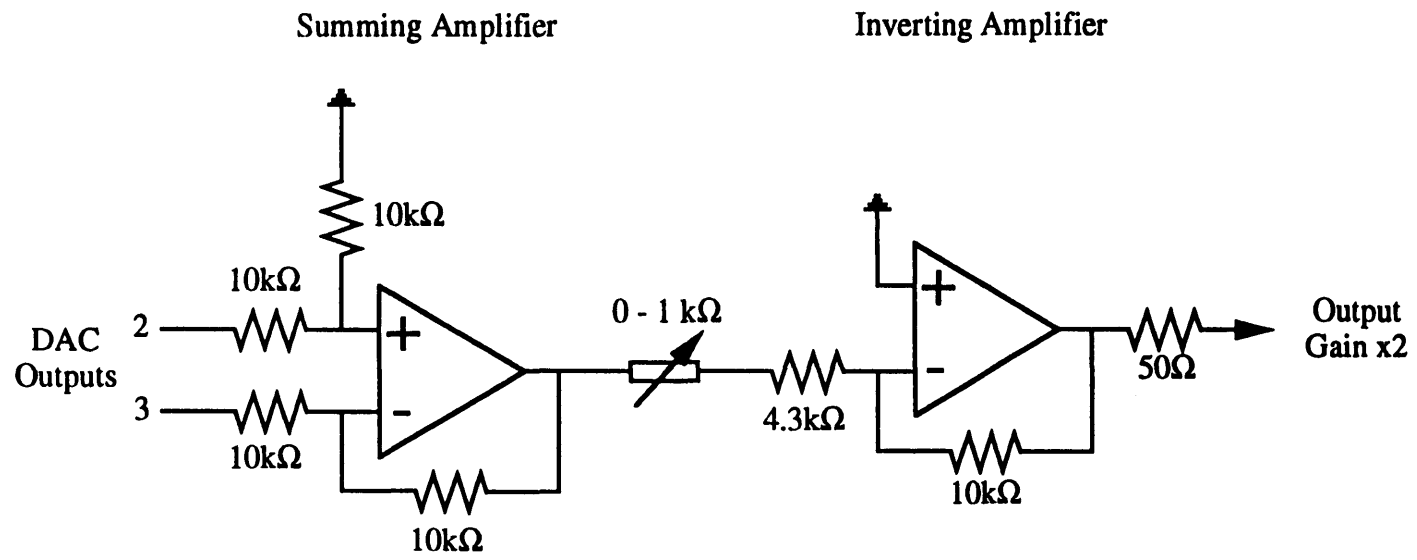 Summing Amplifier
Inverting Amplifier
10kΩ
10kΩ
0 - 1 kΩ
DAC
Outputs
2
3
+
-
10kΩ
10kΩ
4.3kΩ
+
-
10kΩ
50Ω
Output
Gain x2